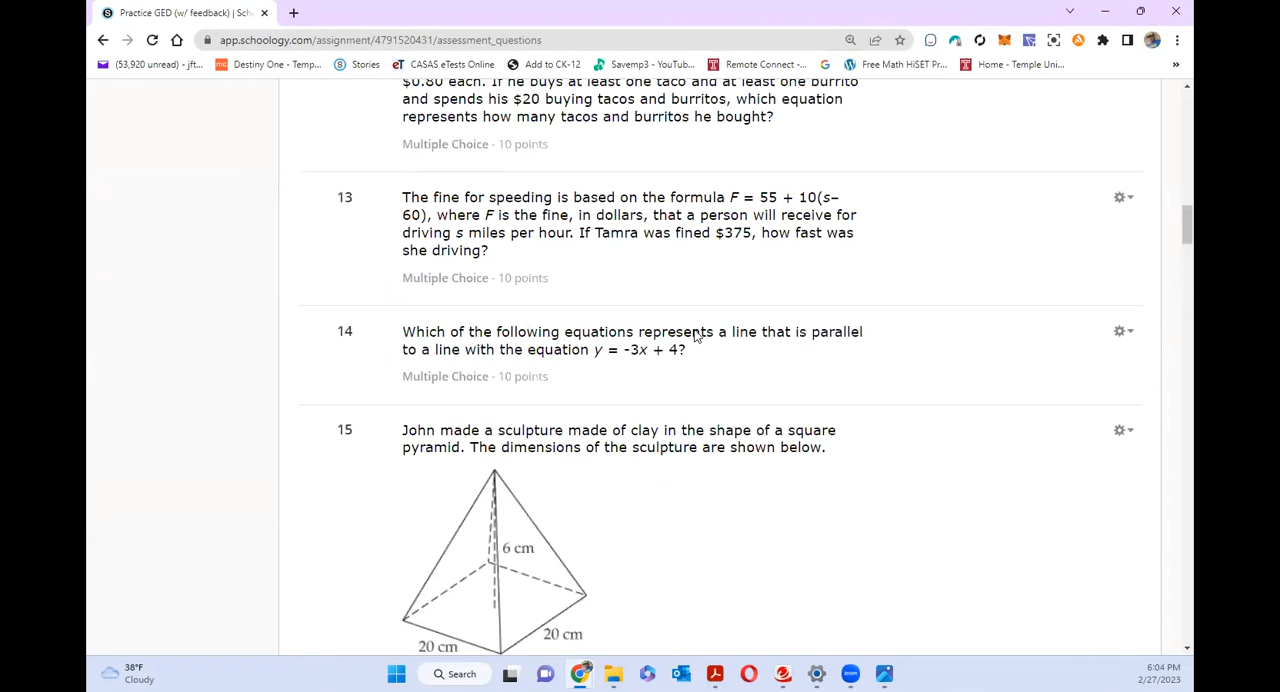 Practice GED (w/ feedback) | Sch
app.schoology.com/assignment/4791520431/assessment_questions
(53,920 unread) - jft...
Destiny One - Temp...
Stories
CASAS eTests Online
Add to CK-12
Savemp3 - YouTub...
Remote Connect -...
Free Math HiSET Pr...
Home - Temple Uni...
»
$0.80 each. If he buys at least one taco and at least one burrito
and spends his $20 buying tacos and burritos, which equation
represents how many tacos and burritos he bought?
Multiple Choice - 10 points
13
The fine for speeding is based on the formula F = 55 + 10(s–
60), where F is the fine, in dollars, that a person will receive for
driving s miles per hour. If Tamra was fined $375, how fast was
she driving?
Multiple Choice - 10 points
14
Which of the following equations represents a line that is parallel
to a line with the equation y = -3x + 4?
Multiple Choice - 10 points
15
John made a sculpture made of clay in the shape of a square
pyramid. The dimensions of the sculpture are shown below.
6 cm
20 cm
20 cm
38°F
Cloudy
Search
zoom
6:04 PM
2/27/2023